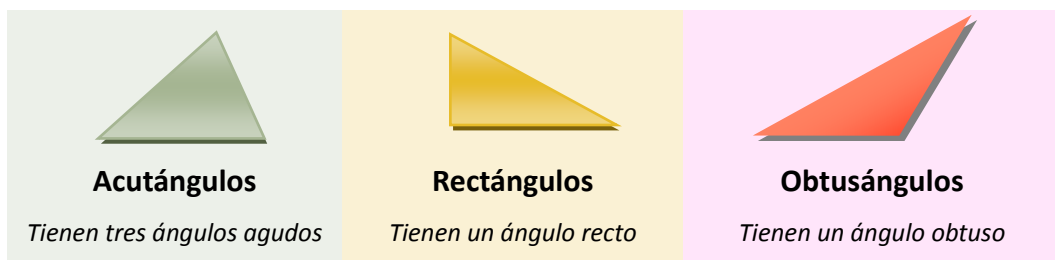 Acutángulos
Tienen tres ángulos agudos
Rectángulos
Tienen un ángulo recto
Obtusángulos
Tienen un ángulo obtuso